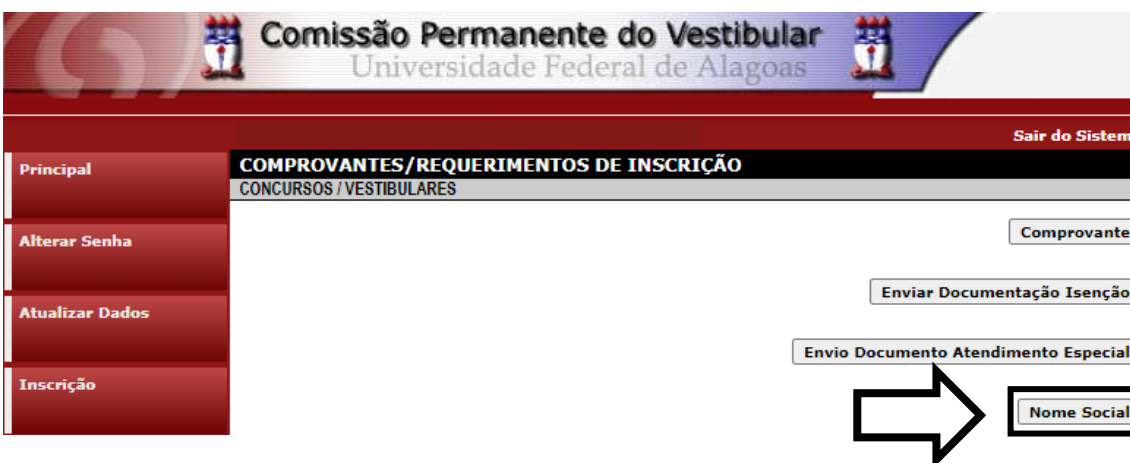 Comissão Permanente do Vestibular
Universidade Federal de Alagoas
Sair do Sistem
Principal
COMPROVANTES/REQUERIMENTOS DE INSCRIÇÃO
CONCURSOS / VESTIBULARES
Comprovante
Alterar Senha
Enviar Documentação Isenção
Atualizar Dados
Envio Documento Atendimento Especial
Inscrição
Nome Social